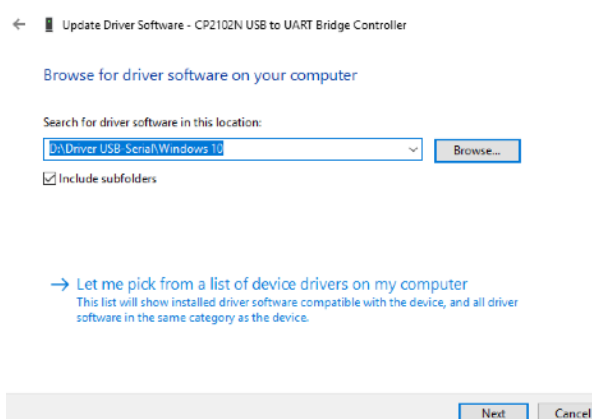 Update Driver Software - CP2102N USB to UART Bridge Controller
Browse for driver software on your computer
Search for driver software in this location:
D:\Driver USB-Serial\Windows 10
Browse...
Include subfolders
Let me pick from a list of device drivers on my computer
This list will show installed driver software compatible with the device, and all driver
software in the same category as the device.
Next
Cancel